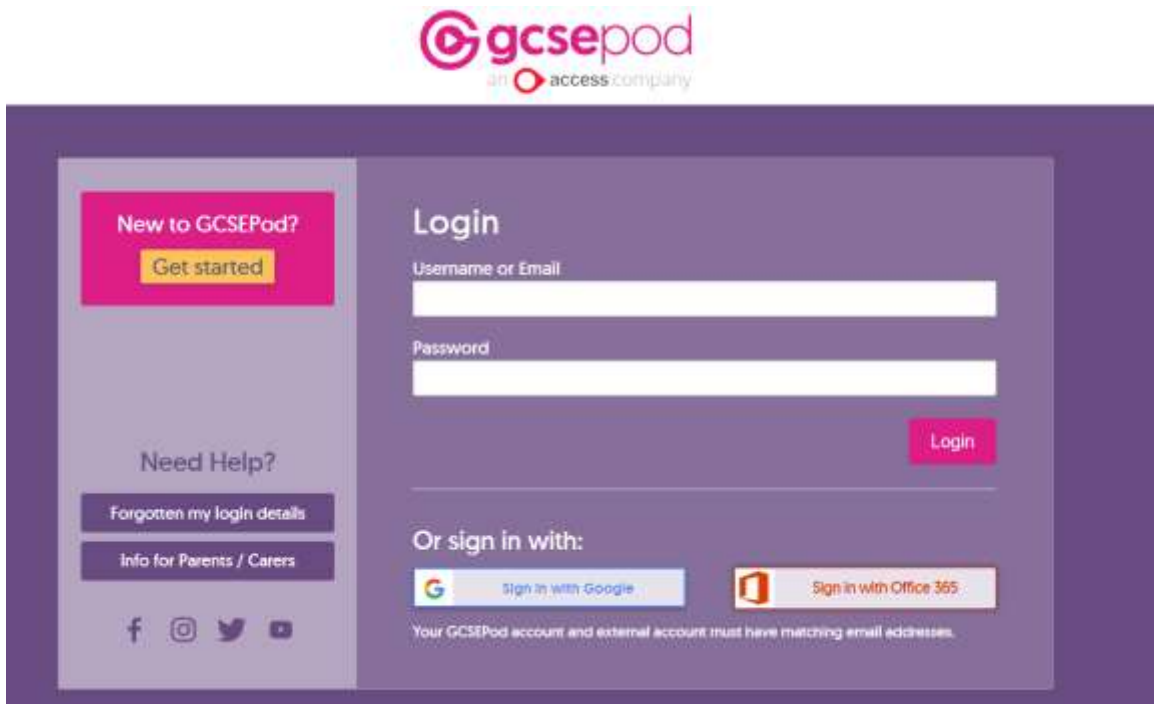 gcsepod
an access company
New to GCSEPod?
Get started
Need Help?
Forgotten my login details
Info for Parents / Carers
Login
Username or Email
Password
Login
Or sign in with:
Sign in with Google
Sign in with Office 365
Your GCSEPod account and external account must have matching email addresses.